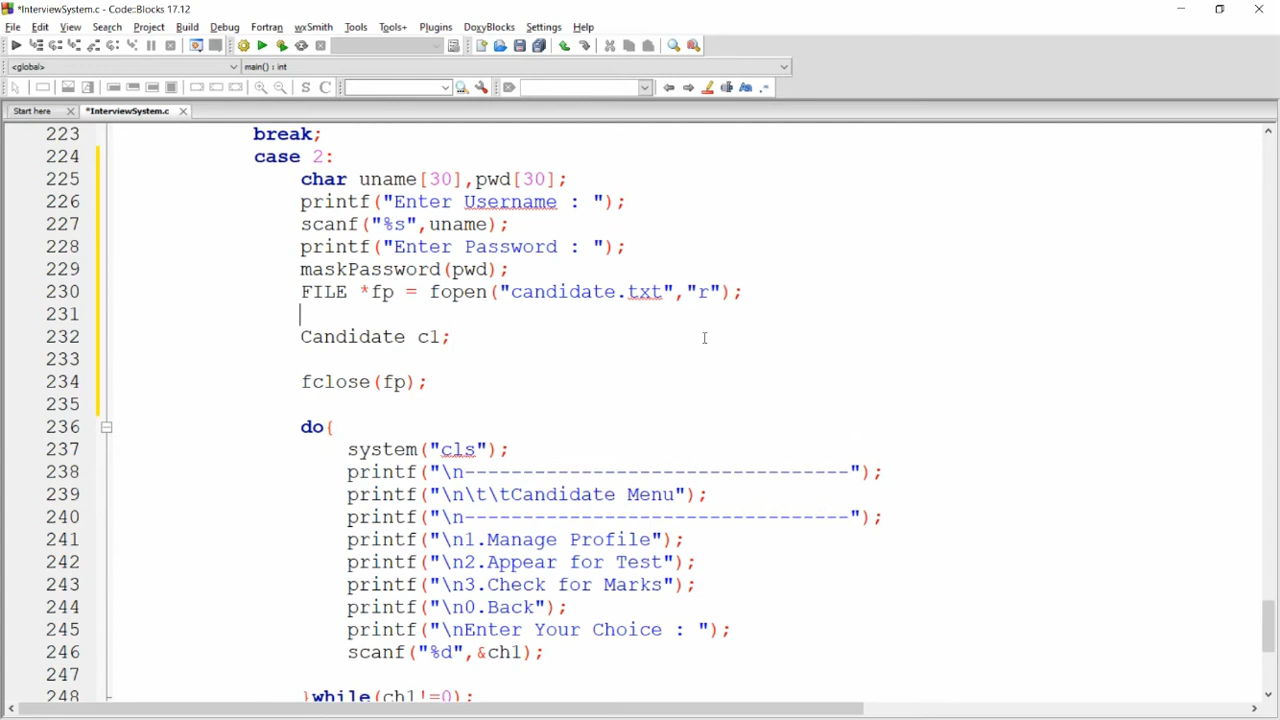 *InterviewSystem.c - Code::Blocks 17.12
File Edit View Search Project Build Debug Fortran wxSmith Tools Tools+ Plugins DoxyBlocks Settings Help
<global> main() : int
S C
Start here *InterviewSystem.c
223 break;
224 case 2:
225 char uname[30],pwd[30];
226 printf("Enter Username : ");
227 scanf("%s",uname);
228 printf("Enter Password : ");
229 maskPassword(pwd);
230 FILE *fp = fopen("candidate.txt","r");
231
232 Candidate c1;
233
234 fclose(fp);
235
236 do{
237 system("cls");
238 printf("\n---------------------------------");
239 printf("\n\t\tCandidate Menu");
240 printf("\n---------------------------------");
241 printf("\n1.Manage Profile");
242 printf("\n2.Appear for Test");
243 printf("\n3.Check for Marks");
244 printf("\n0.Back");
245 printf("\nEnter Your Choice : ");
246 scanf("%d",&ch1);
247
248 }while(ch1!=0);